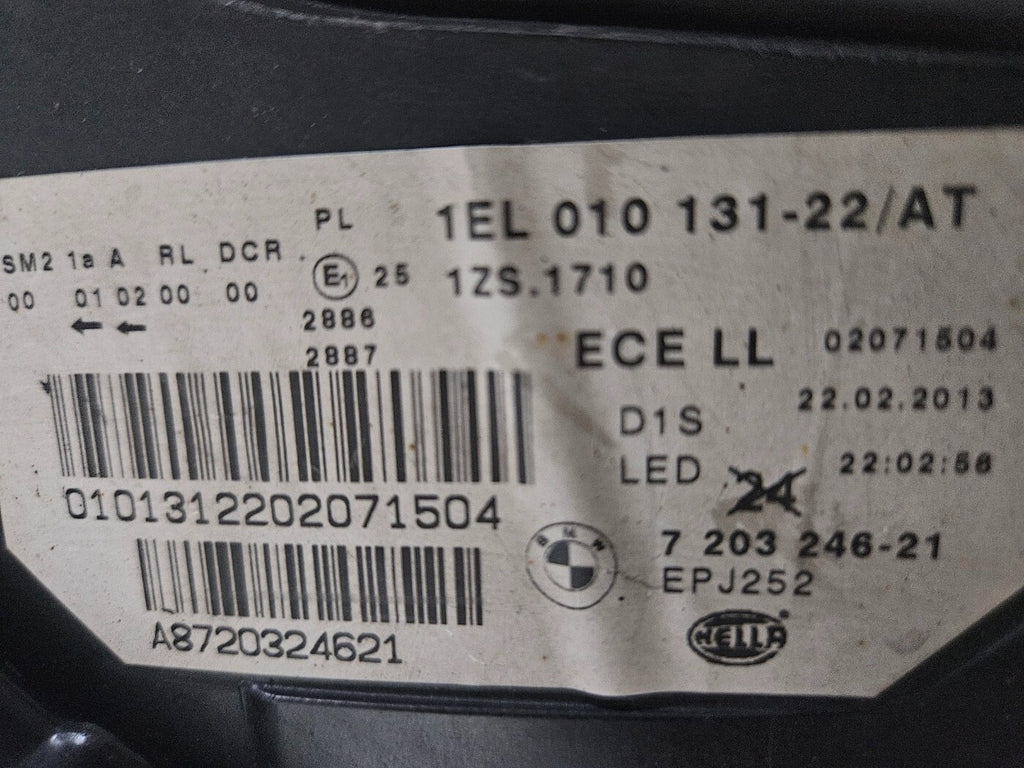 PL
1EL 010 131-22/AT
SM2 1a A RL DCR
E1 25
1ZS.1710
00 01 02 00 00
2886
2887
ECE LL
02071504
D1S
22.02.2013
LED
24
22:02:56
0101312202071504
BMW
7 203 246-21
EPJ252
A8720324621
HELLA